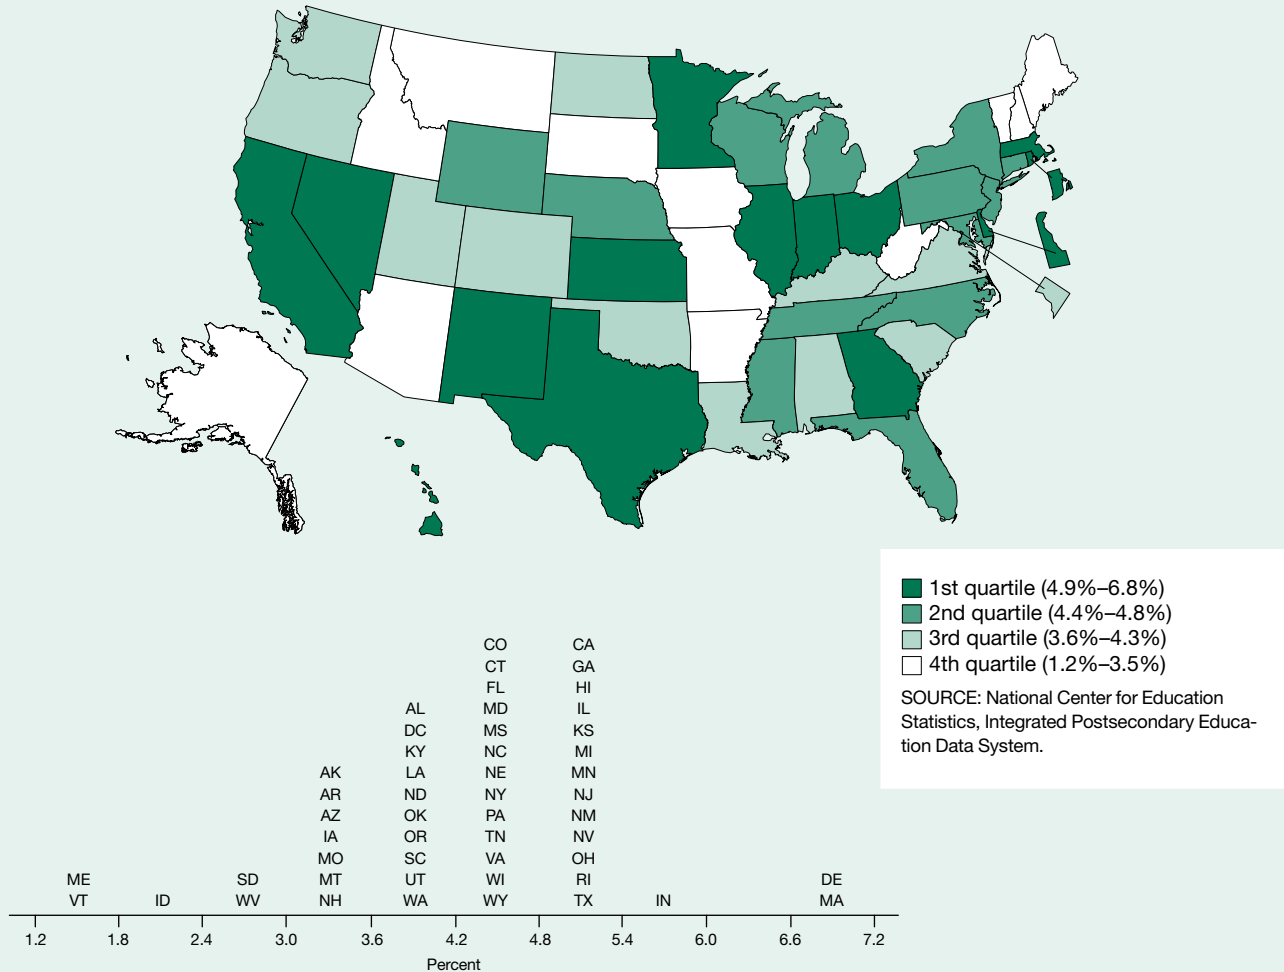 1st quartile (4.9%–6.8%)
2nd quartile (4.4%–4.8%)
3rd quartile (3.6%–4.3%)
4th quartile (1.2%–3.5%)
SOURCE: National Center for Education
Statistics, Integrated Postsecondary Educa-
tion Data System.
CO CA
CT GA
FL HI
AL MD IL
DC MS KS
KY NC MI
AK LA NE MN
AR ND NY NJ
AZ OK PA NM
IA OR TN NV
MO SC VA OH
ME SD MT UT WI RI DE
VT ID WV NH WA WY TX IN MA
1.2 1.8 2.4 3.0 3.6 4.2 4.8 5.4 6.0 6.6 7.2
Percent